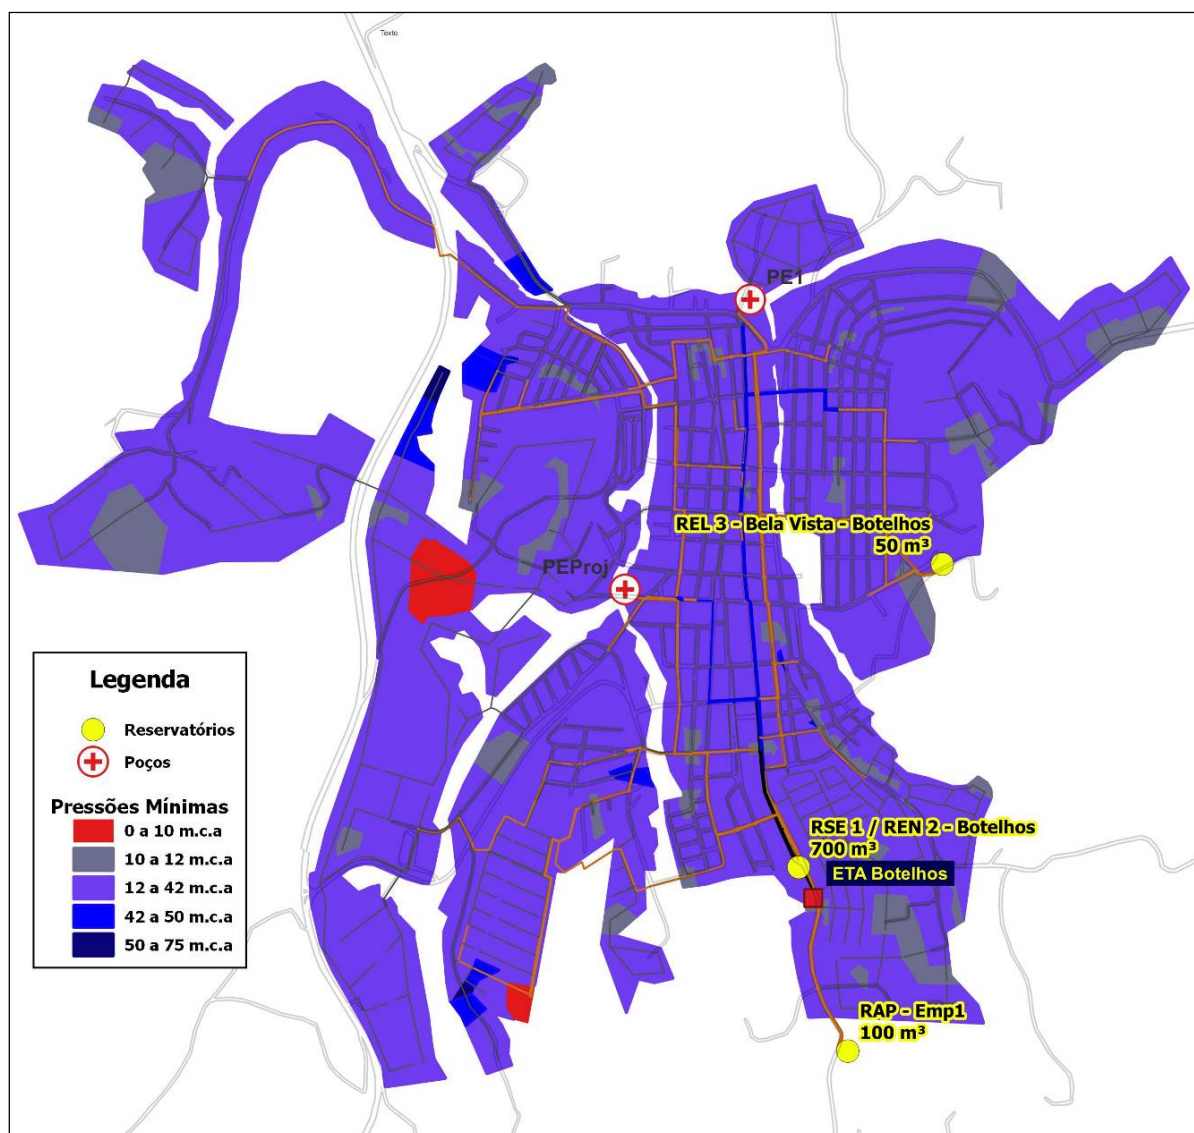 Texto
PE1
REL 3 - Bela Vista - Botelhos
50 m³
PEProj
Legenda
Reservatórios
Poços
Pressões Mínimas
0 a 10 m.c.a
10 a 12 m.c.a
12 a 42 m.c.a
42 a 50 m.c.a
50 a 75 m.c.a
RSE 1 / REN 2 - Botelhos
700 m³
ETA Botelhos
RAP - Emp1
100 m³